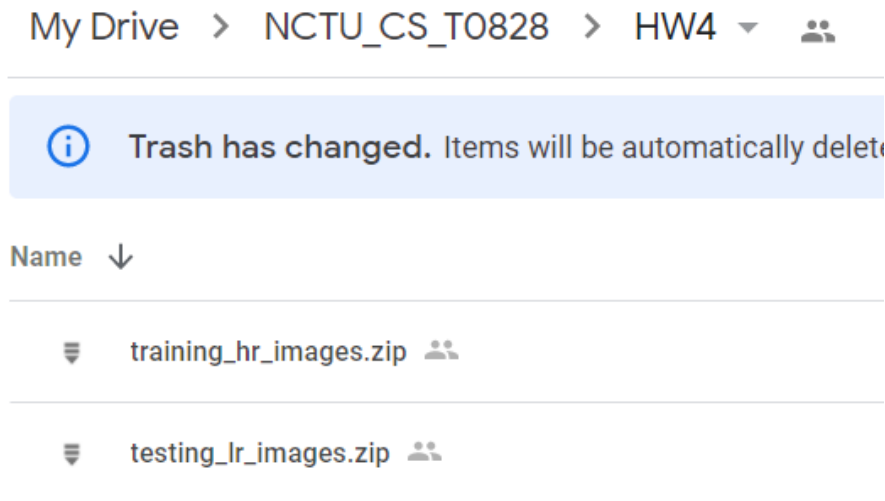 My Drive > NCTU_CS_T0828 > HW4
Trash has changed. Items will be automatically delete
Name
training_hr_images.zip
testing_lr_images.zip